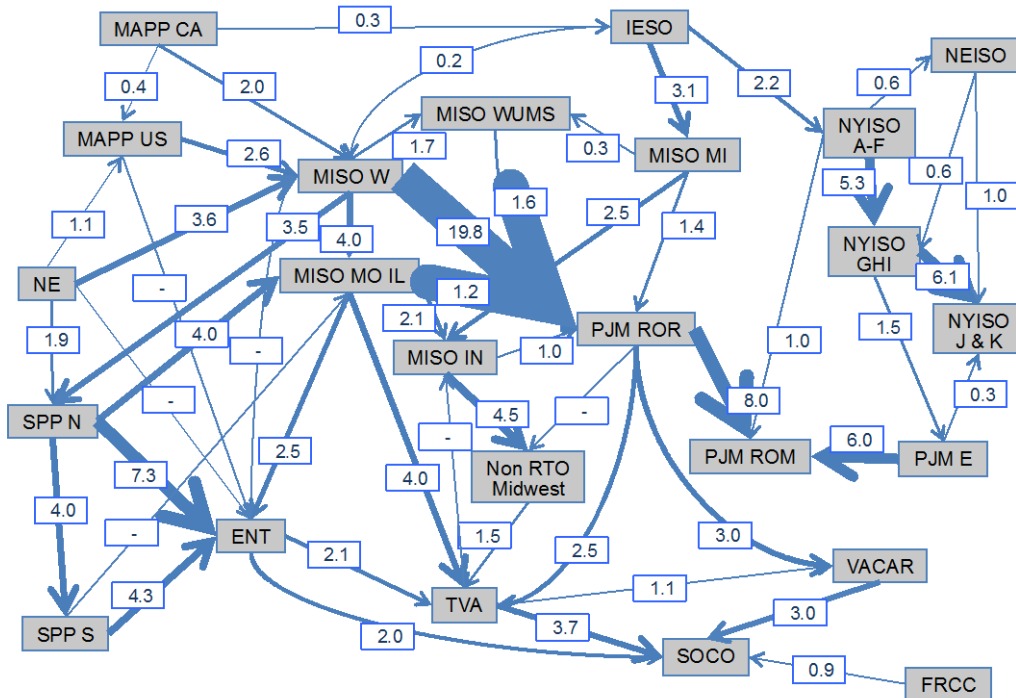 MAPP CA
0.3
IESO
NEISO
0.4
2.0
0.2
3.1
2.2
0.6
MAPP US
MISO WUMS
NYISO
A-F
2.6
1.7
0.3
MISO MI
MISO W
5.3
0.6
1.0
1.1
3.6
3.5
4.0
19.8
1.6
2.5
1.4
NYISO
GHI
NE
-
MISO MO IL
1.2
6.1
2.1
1.9
4.0
-
MISO IN
1.0
PJM ROR
1.5
1.0
NYISO
J & K
-
SPP N
-
4.5
-
8.0
0.3
7.3
2.5
4.0
Non RTO
Midwest
PJM ROM
6.0
PJM E
4.0
-
ENT
2.1
1.5
2.5
3.0
4.3
TVA
1.1
VACAR
SPP S
2.0
3.7
SOCO
3.0
0.9
FRCC